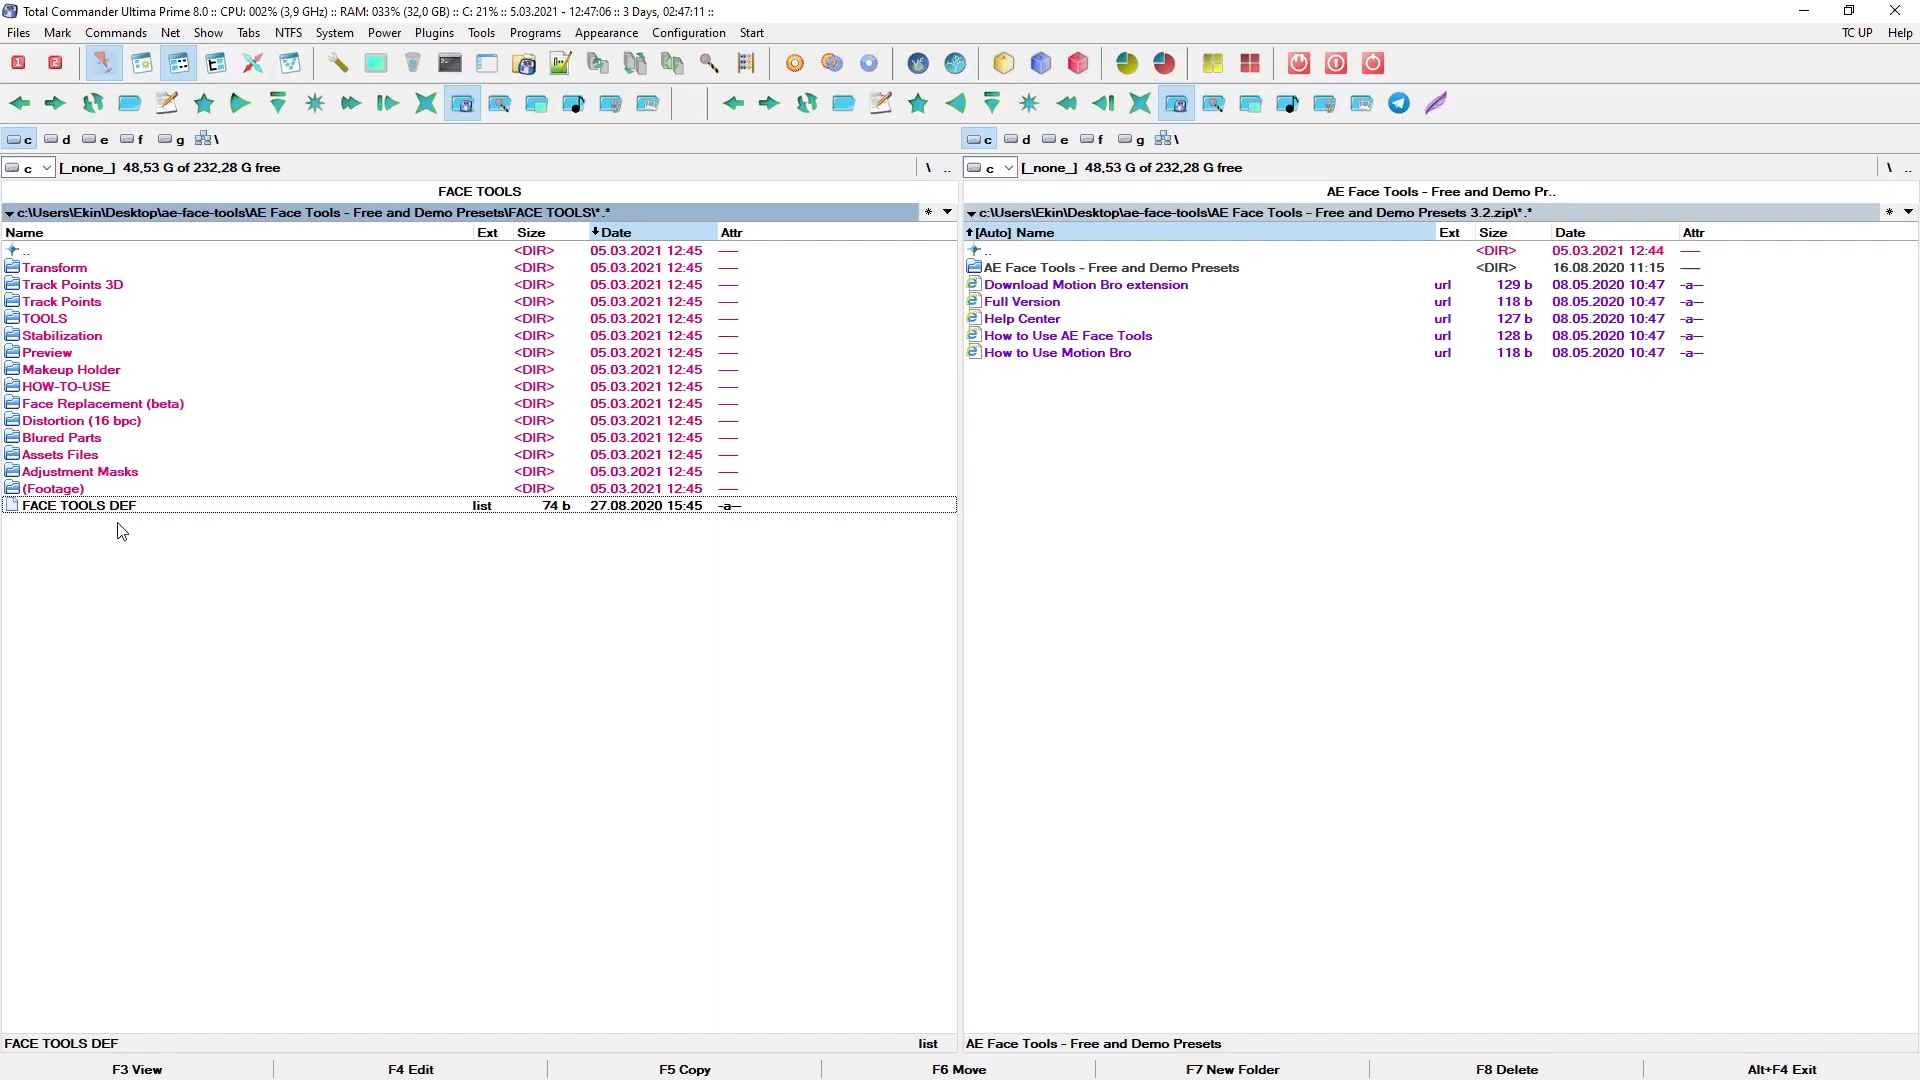 Total Commander Ultima Prime 8.0 :: CPU: 002% (3,9 GHz) :: RAM: 033% (32,0 GB) :: C: 21% :: 5.03.2021 - 12:47:06 :: 3 Days, 02:47:11 ::
Files Mark Commands Net Show Tabs NTFS System Power Plugins Tools Programs Appearance Configuration Start TC UP Help
c d e f g \ c d e f g \
c [_none_] 48,53 G of 232,28 G free \ .. c [_none_] 48,53 G of 232,28 G free \ ..
FACE TOOLS AE Face Tools - Free and Demo Pr..
c:\Users\Ekin\Desktop\ae-face-tools\AE Face Tools - Free and Demo Presets\FACE TOOLS\*.* * c:\Users\Ekin\Desktop\ae-face-tools\AE Face Tools - Free and Demo Presets 3.2.zip\*.* *
Name Ext Size Date Attr [Auto] Name Ext Size Date Attr
.. <DIR> 05.03.2021 12:45 —— .. <DIR> 05.03.2021 12:44 ——
Transform <DIR> 05.03.2021 12:45 —— AE Face Tools - Free and Demo Presets <DIR> 16.08.2020 11:15 ——
Track Points 3D <DIR> 05.03.2021 12:45 —— Download Motion Bro extension url 129 b 08.05.2020 10:47 -a—
Track Points <DIR> 05.03.2021 12:45 —— Full Version url 118 b 08.05.2020 10:47 -a—
TOOLS <DIR> 05.03.2021 12:45 —— Help Center url 127 b 08.05.2020 10:47 -a—
Stabilization <DIR> 05.03.2021 12:45 —— How to Use AE Face Tools url 128 b 08.05.2020 10:47 -a—
Preview <DIR> 05.03.2021 12:45 —— How to Use Motion Bro url 118 b 08.05.2020 10:47 -a—
Makeup Holder <DIR> 05.03.2021 12:45 ——
HOW-TO-USE <DIR> 05.03.2021 12:45 ——
Face Replacement (beta) <DIR> 05.03.2021 12:45 ——
Distortion (16 bpc) <DIR> 05.03.2021 12:45 ——
Blured Parts <DIR> 05.03.2021 12:45 ——
Assets Files <DIR> 05.03.2021 12:45 ——
Adjustment Masks <DIR> 05.03.2021 12:45 ——
(Footage) <DIR> 05.03.2021 12:45 ——
FACE TOOLS DEF list 74 b 27.08.2020 15:45 -a—
FACE TOOLS DEF list AE Face Tools - Free and Demo Presets
F3 View F4 Edit F5 Copy F6 Move F7 New Folder F8 Delete Alt+F4 Exit